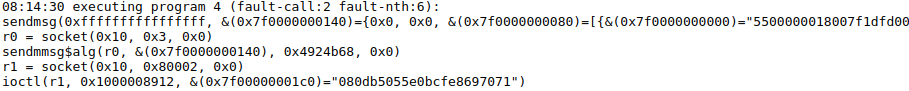 08:14:30 executing program 4 (fault-call:2 fault-nth:6):
sendmsg(0xffffffffffffffff, &(0x7f0000000140)={0x0, 0x0, &(0x7f0000000080)=[{&(0x7f0000000000)="5500000018007f1dfd00
r0 = socket(0x10, 0x3, 0x0)
sendmmsg$alg(r0, &(0x7f0000000140), 0x4924b68, 0x0)
r1 = socket(0x10, 0x80002, 0x0)
ioctl(r1, 0x1000008912, &(0x7f00000001c0)="080db5055e0bcfe8697071")